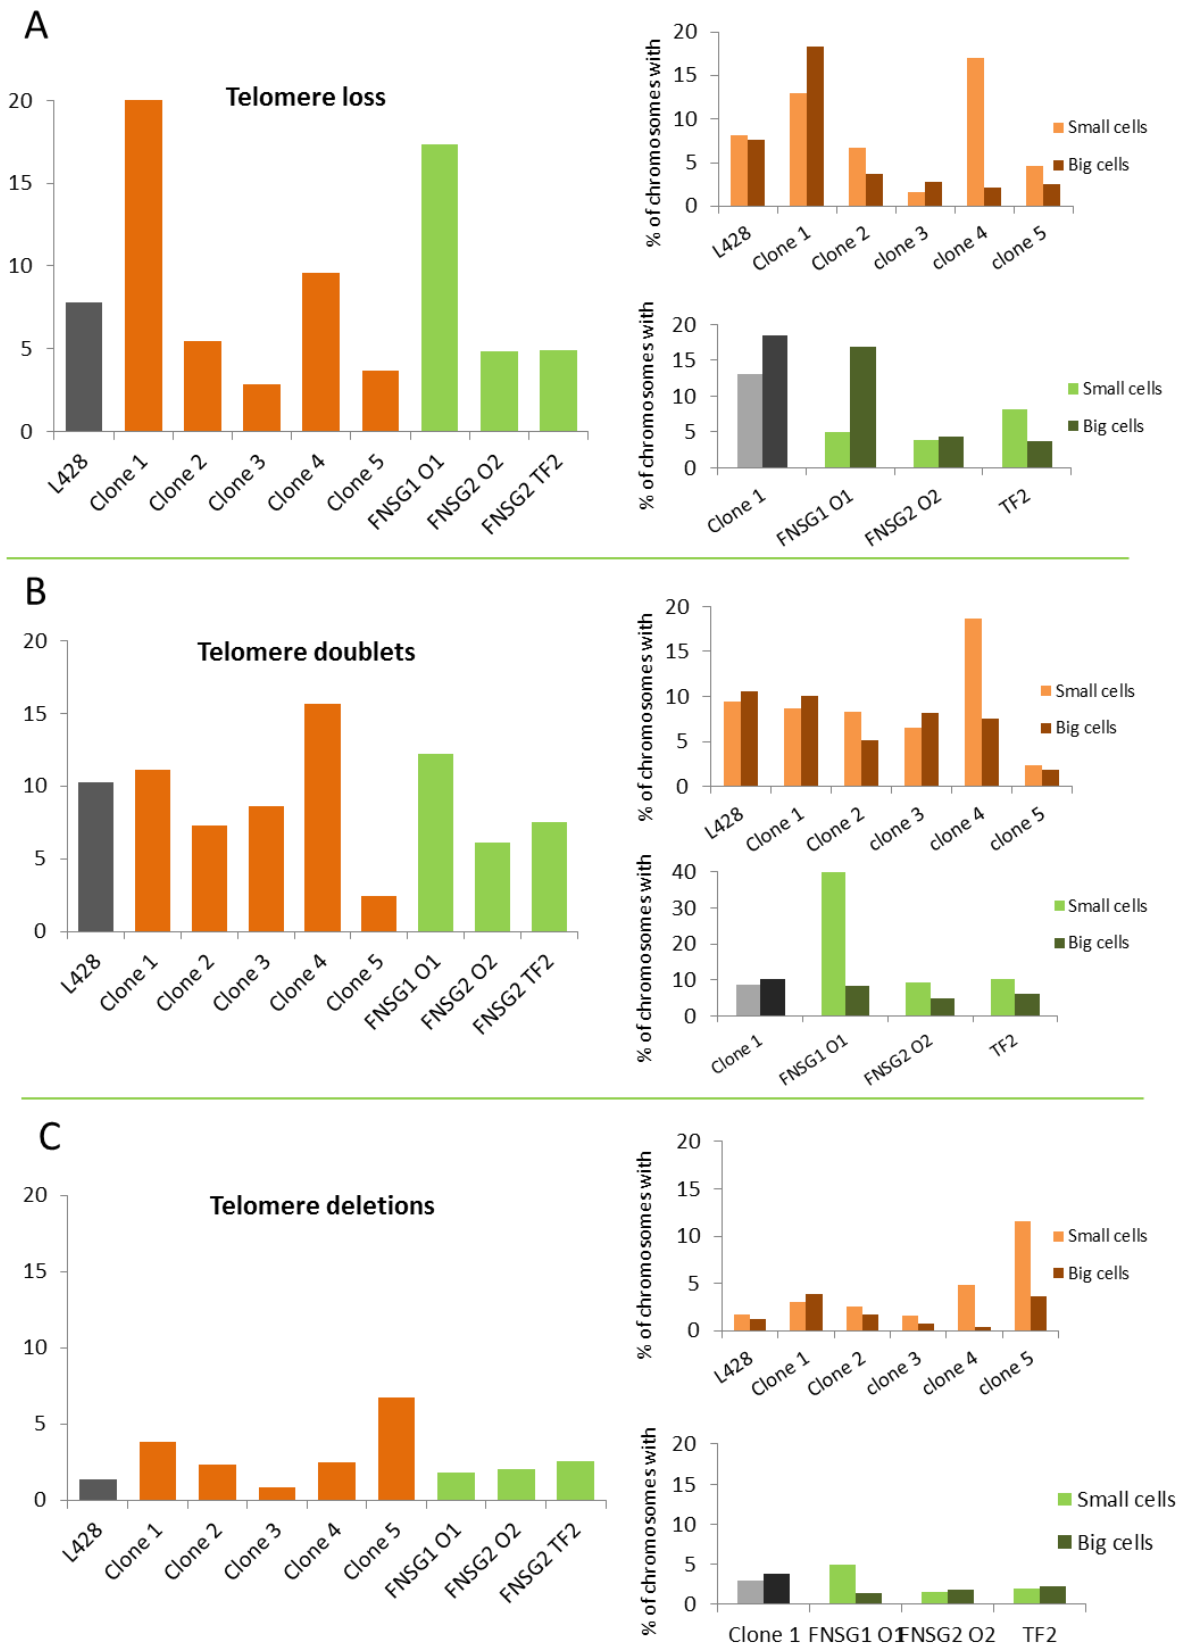 A
Telomere loss
20
15
10
5
0
L428
Clone 1
Clone 2
Clone 3
Clone 4
Clone 5
FNSG1 O1
FNSG2 O2
FNSG2 TF2
% of chromosomes with
20
15
10
5
0
L428
Clone 1
Clone 2
clone 3
clone 4
clone 5
Small cells
Big cells
% of chromosomes with
20
15
10
5
0
Clone 1
FNSG1 O1
FNSG2 O2
TF2
Small cells
Big cells
B
Telomere doublets
20
15
10
5
0
L428
Clone 1
Clone 2
Clone 3
Clone 4
Clone 5
FNSG1 O1
FNSG2 O2
FNSG2 TF2
% of chromosomes with
20
15
10
5
0
L428
Clone 1
Clone 2
clone 3
clone 4
clone 5
Small cells
Big cells
% of chromosomes with
40
30
20
10
0
Clone 1
FNSG1 O1
FNSG2 O2
TF2
Small cells
Big cells
C
Telomere deletions
20
15
10
5
0
L428
Clone 1
Clone 2
Clone 3
Clone 4
Clone 5
FNSG1 O1
FNSG2 O2
FNSG2 TF2
% of chromosomes with
20
15
10
5
0
L428
Clone 1
Clone 2
clone 3
clone 4
clone 5
Small cells
Big cells
% of chromosomes with
20
15
10
5
0
Clone 1 FNSG1 O1 FNSG2 O2 TF2
Small cells
Big cells